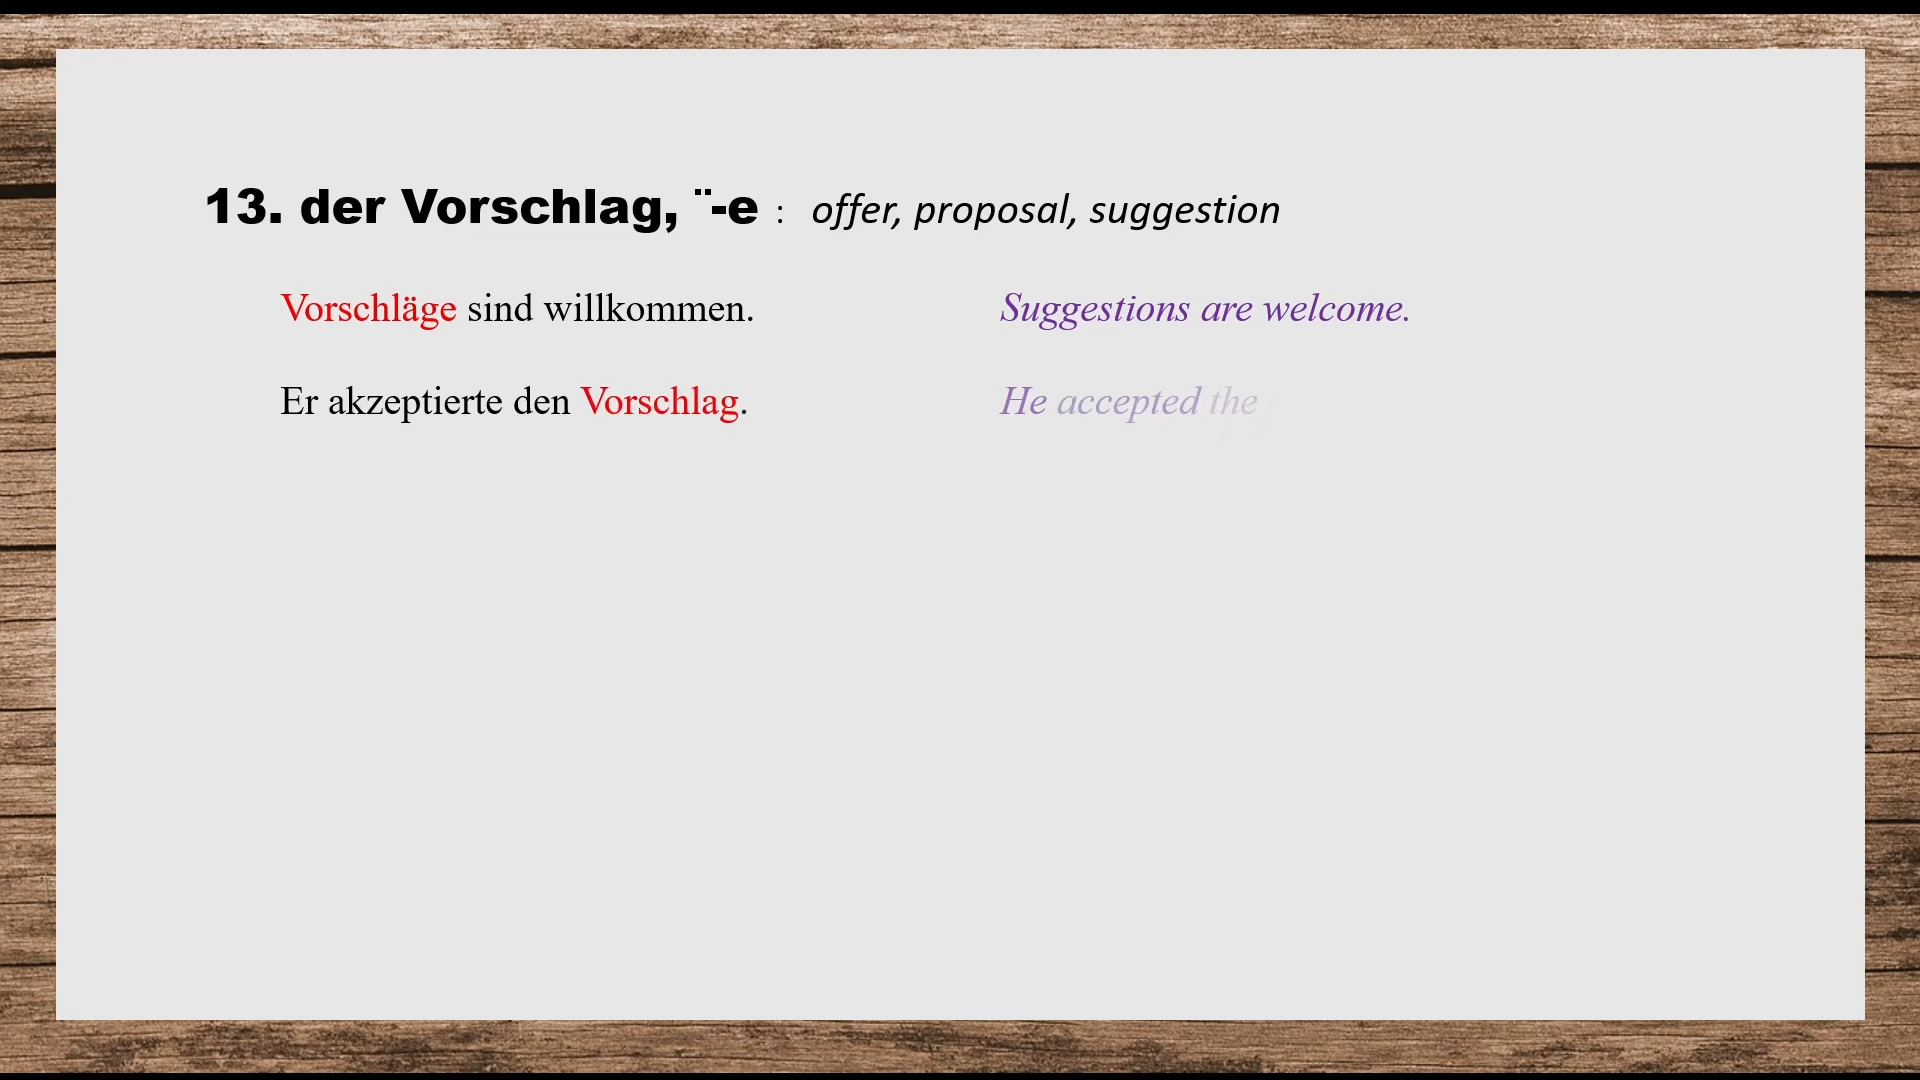 13. der Vorschlag, ¨-e : offer, proposal, suggestion
Vorschläge sind willkommen. Suggestions are welcome.
Er akzeptierte den Vorschlag. He accepted the